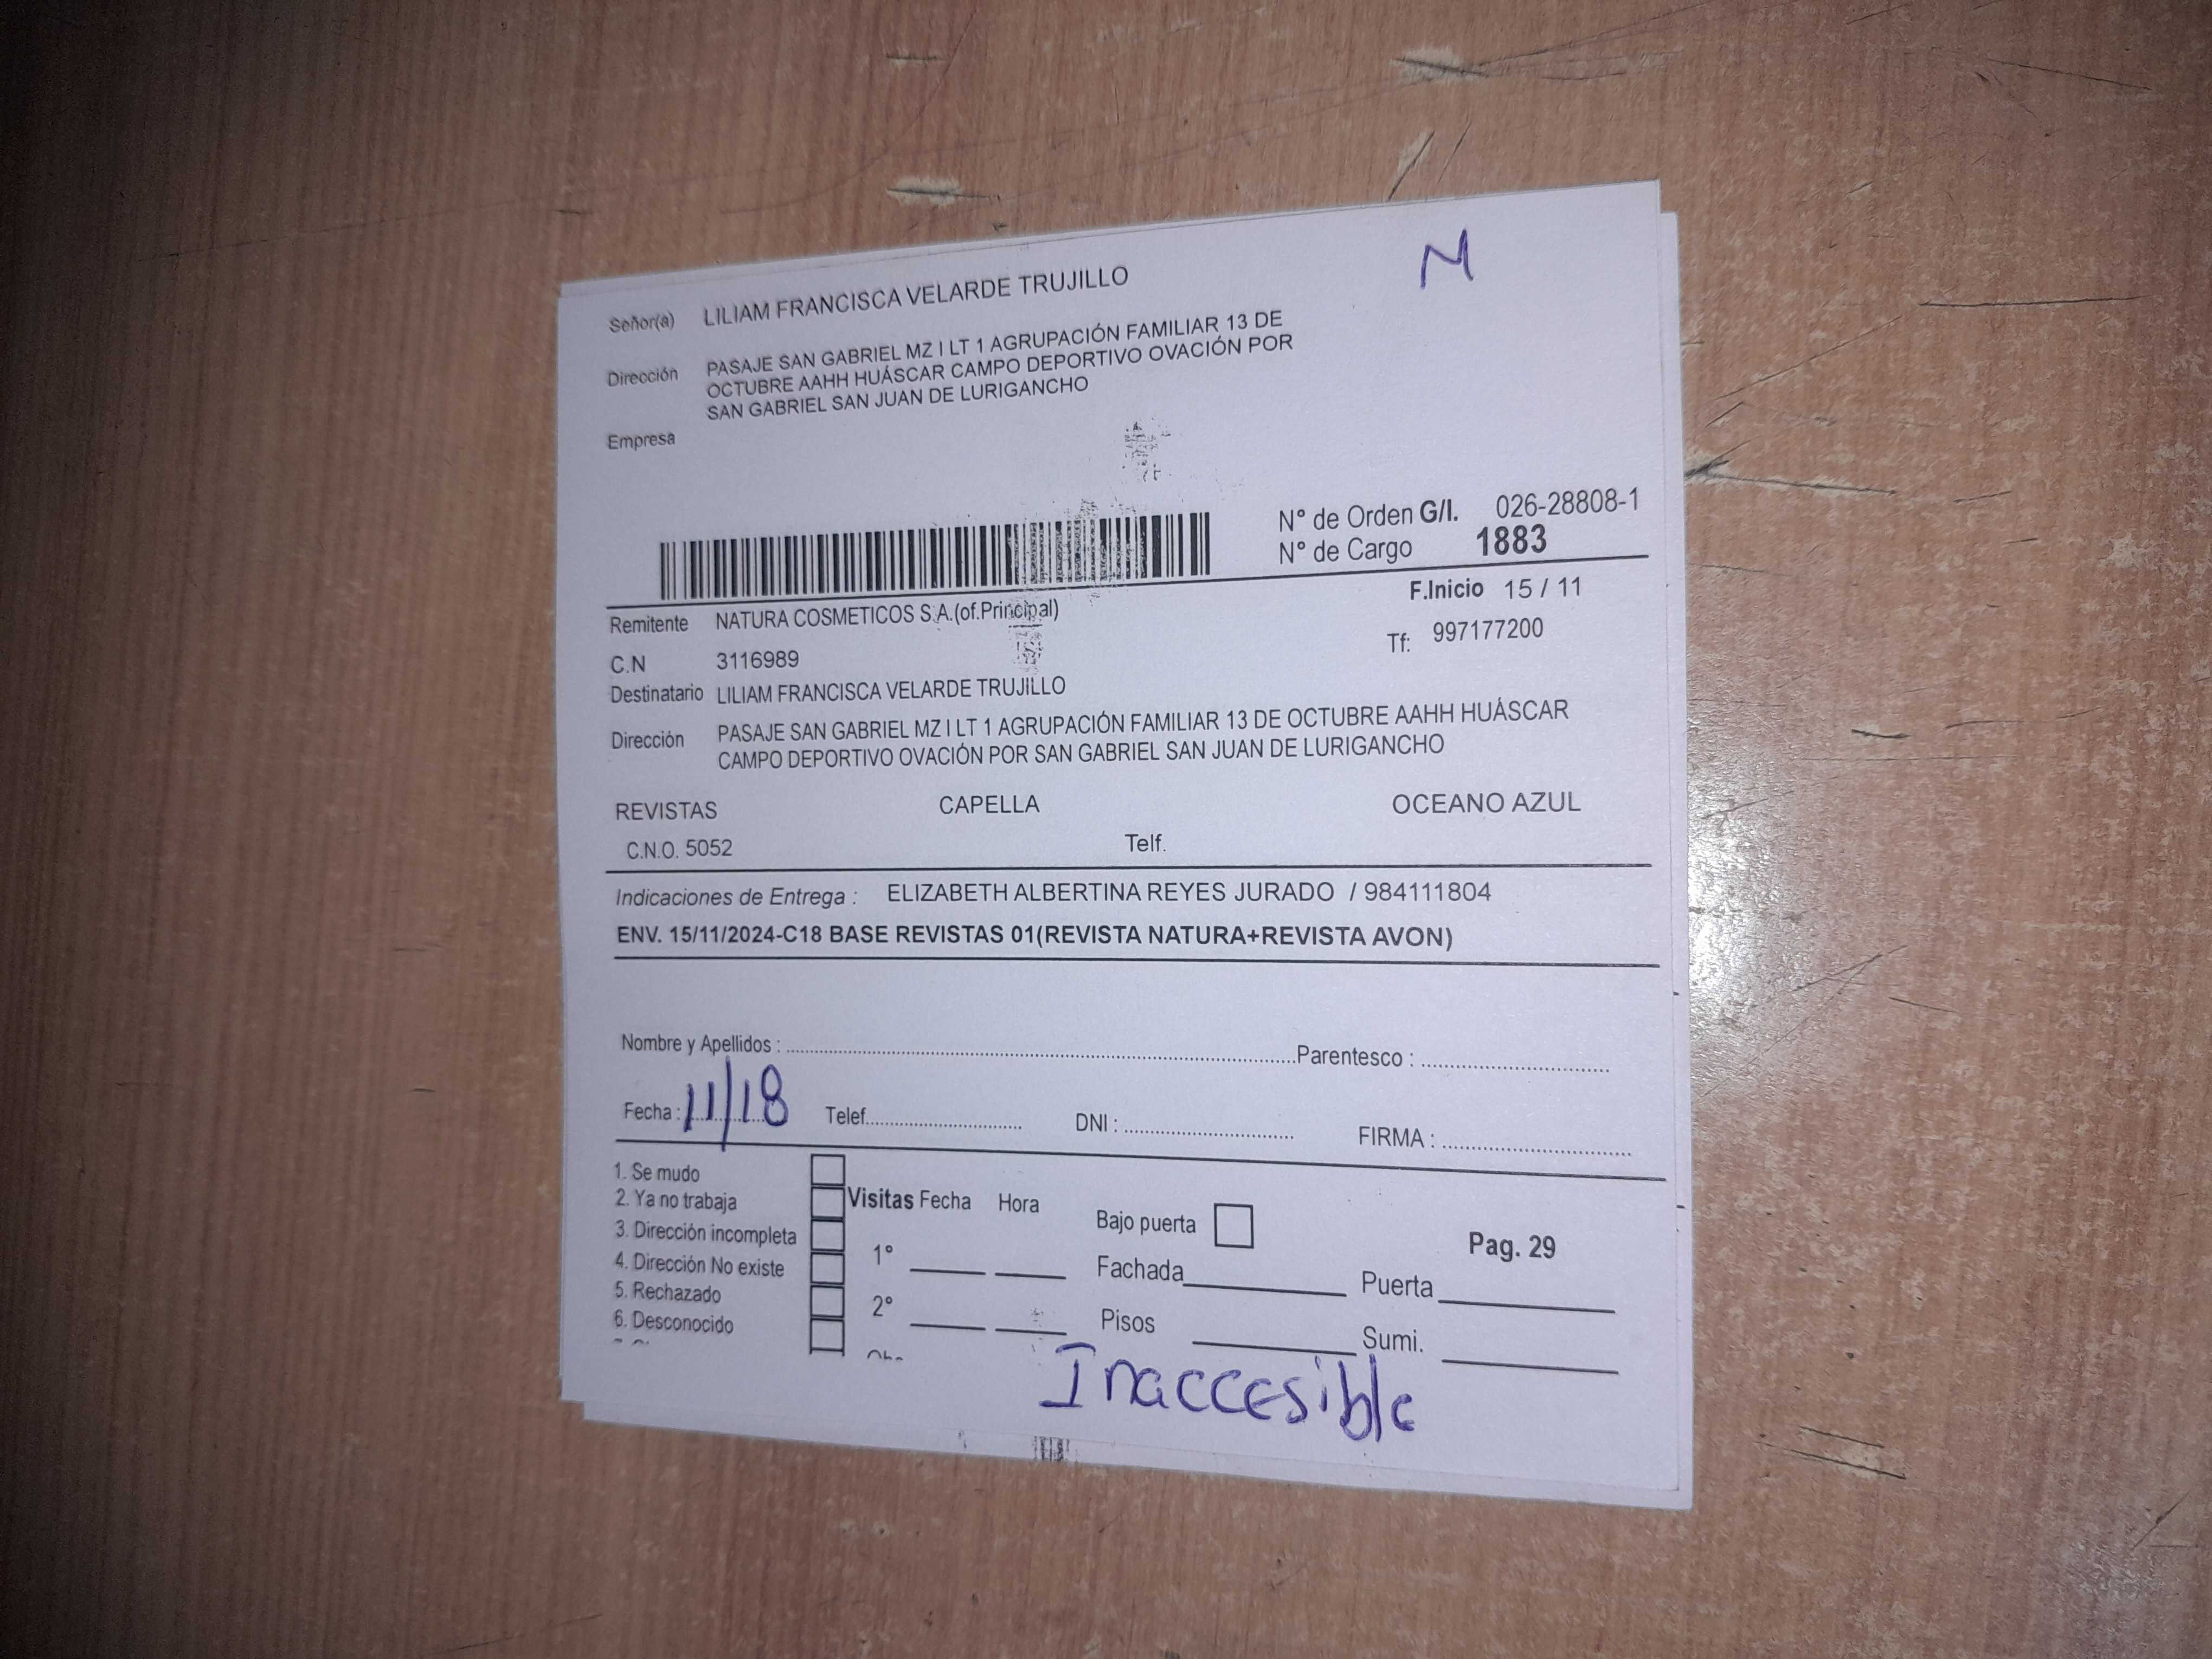 N
Señor(a) LILIAM FRANCISCA VELARDE TRUJILLO
Dirección PASAJE SAN GABRIEL MZ I LT 1 AGRUPACIÓN FAMILIAR 13 DE
OCTUBRE AAHH HUÁSCAR CAMPO DEPORTIVO OVACIÓN POR
SAN GABRIEL SAN JUAN DE LURIGANCHO
Empresa
N° de Orden G/I. 026-28808-1
N° de Cargo 1883
F.Inicio 15 / 11
Remitente NATURA COSMETICOS S.A.(of.Principal)
Tf: 997177200
C.N 3116989
Destinatario LILIAM FRANCISCA VELARDE TRUJILLO
Dirección PASAJE SAN GABRIEL MZ I LT 1 AGRUPACIÓN FAMILIAR 13 DE OCTUBRE AAHH HUÁSCAR
CAMPO DEPORTIVO OVACIÓN POR SAN GABRIEL SAN JUAN DE LURIGANCHO
REVISTAS CAPELLA OCEANO AZUL
C.N.O. 5052 Telf.
Indicaciones de Entrega : ELIZABETH ALBERTINA REYES JURADO / 984111804
ENV. 15/11/2024-C18 BASE REVISTAS 01(REVISTA NATURA+REVISTA AVON)
Nombre y Apellidos : Parentesco :
Fecha : 11/18 Telef. DNI : FIRMA :
1. Se mudo
2. Ya no trabaja
3. Dirección incompleta
4. Dirección No existe
5. Rechazado
6. Desconocido
Visitas Fecha Hora
1°
2°
Bajo puerta
Pag. 29
Fachada Puerta
Pisos Sumi.
Inaccesible